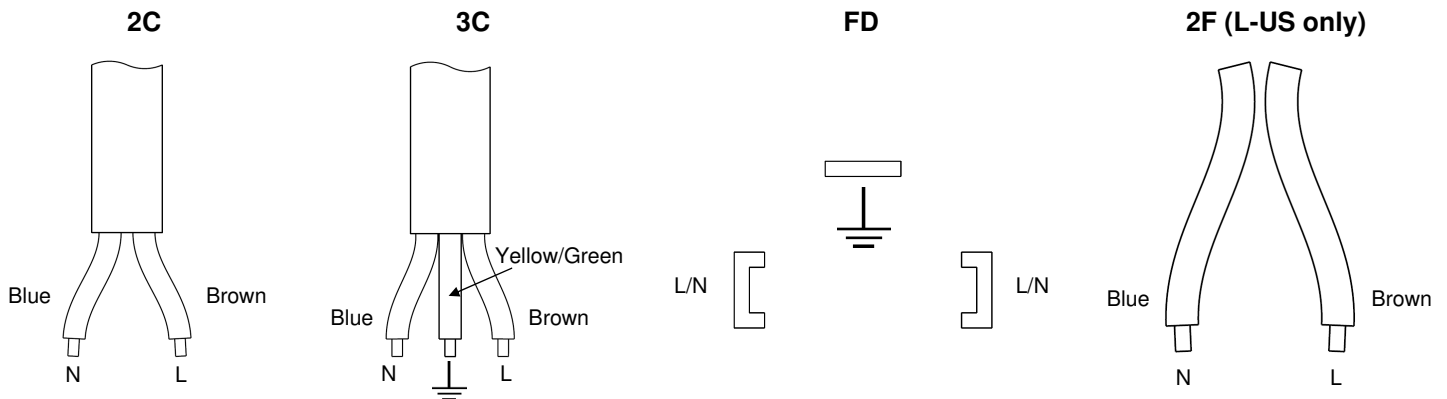 2C
Blue
Brown
N
L
3C
Yellow/Green
Blue
Brown
N
L
FD
L/N
L/N
2F (L-US only)
Blue
Brown
N
L